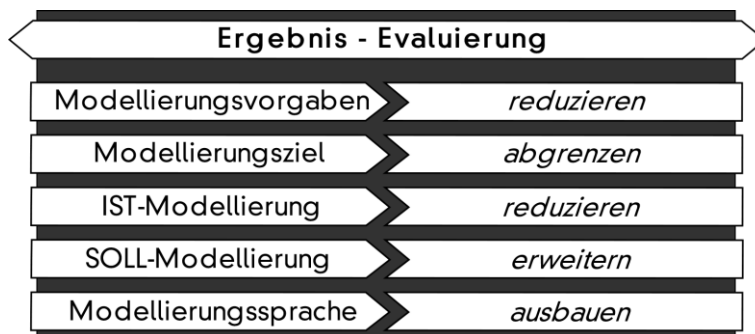 Ergebnis - Evaluierung
Modellierungsvorgaben reduzieren
Modellierungsziel abgrenzen
IST-Modellierung reduzieren
SOLL-Modellierung erweitern
Modellierungssprache ausbauen